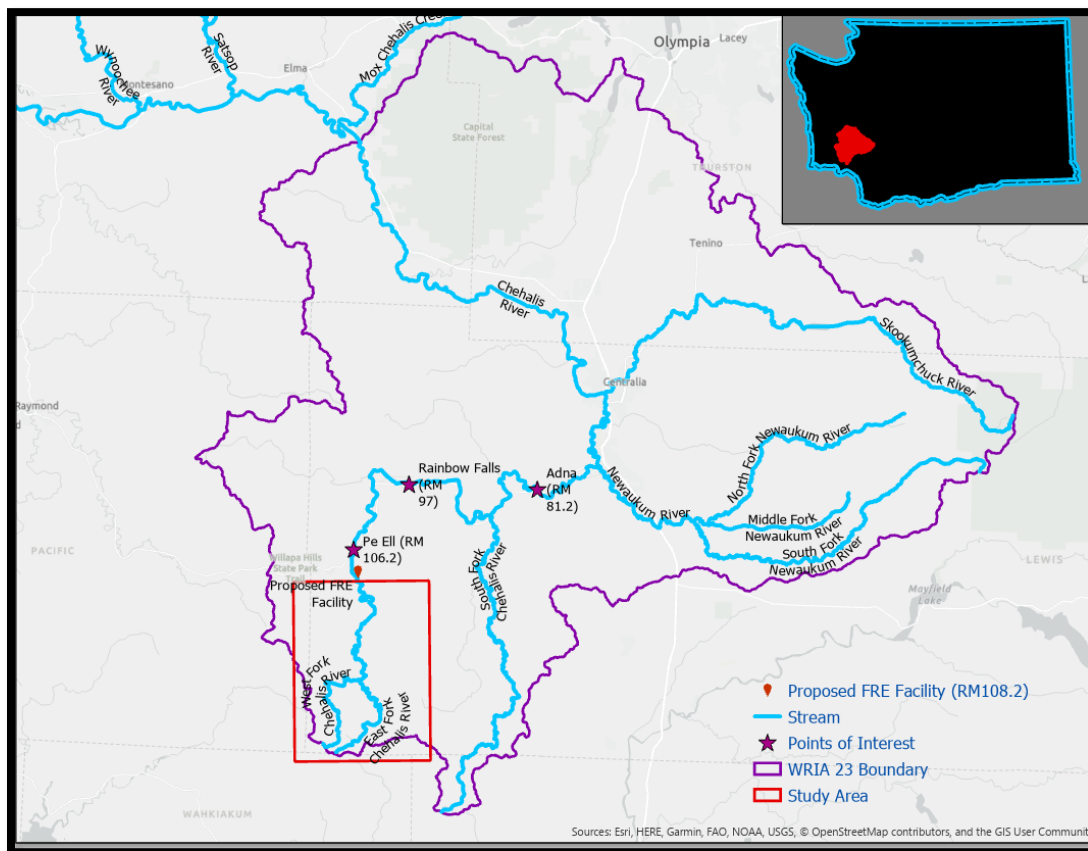 Wynoochee
River
Satsop
River
Montesano
Elma
Mox Chehalis Creek
Olympia
Lacey
Capital
State Forest
THURSTON
Tenino
Chehalis
River
Skookumchuck River
Centralia
Raymond
Rainbow Falls
(RM
97)
Adna
(RM
81.2)
Newaukum River
North Fork Newaukum River
Middle Fork
Newaukum River
South Fork
Newaukum River
PACIFIC
Pe Ell (RM
106.2)
Willapa Hills
State Park
Trail
Proposed FRE
Facility
South Fork
Chehalis River
LEWIS
Mayfield
Lake
West Fork
Chehalis River
East Fork
Chehalis River
WAHKIAKUM
Proposed FRE Facility (RM108.2)
Stream
Points of Interest
WRIA 23 Boundary
Study Area
Sources: Esri, HERE, Garmin, FAO, NOAA, USGS, © OpenStreetMap contributors, and the GIS User Communit